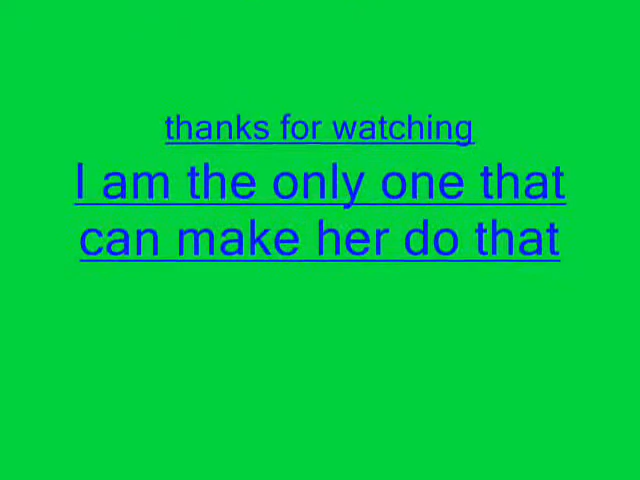 thanks for watching
I am the only one that
can make her do that